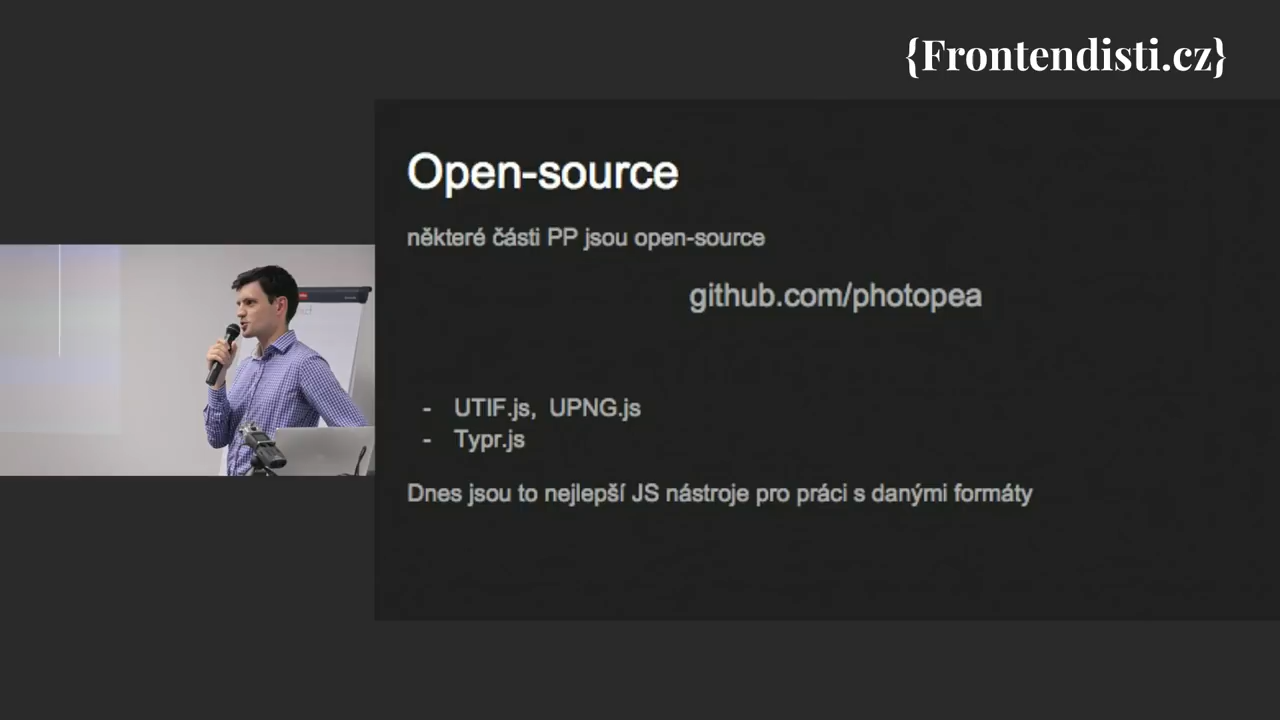 {Frontendisti.cz}
Open-source
některé části PP jsou open-source
github.com/photopea
- UTIF.js, UPNG.js
- Typr.js
Dnes jsou to nejlepší JS nástroje pro práci s danými formáty